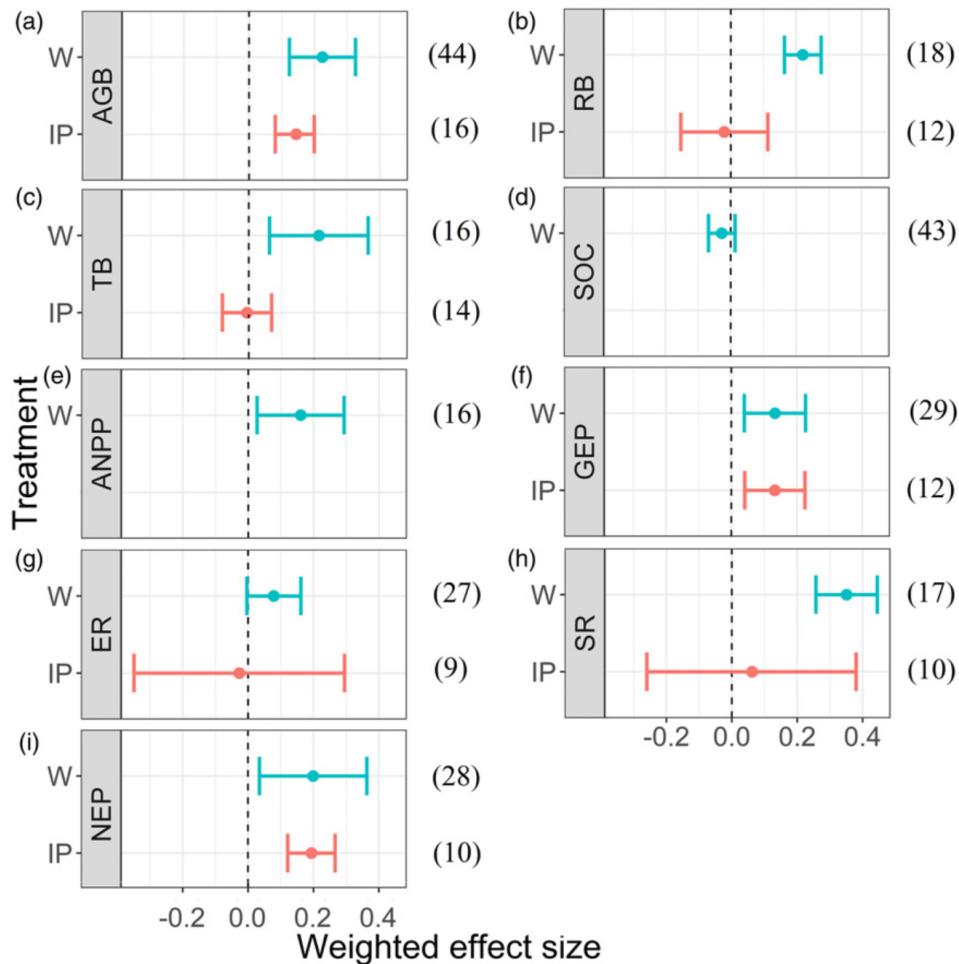 (a)
AGB
W
(44)
IP
(16)
(b)
RB
W
(18)
IP
(12)
(c)
TB
W
(16)
IP
(14)
(d)
SOC
W
(43)
Treatment
(e)
ANPP
W
(16)
(f)
GEP
W
(29)
IP
(12)
(g)
ER
W
(27)
IP
(9)
(h)
SR
W
(17)
IP
(10)
-0.2 0.0 0.2 0.4
(i)
NEP
W
(28)
IP
(10)
-0.2 0.0 0.2 0.4
Weighted effect size